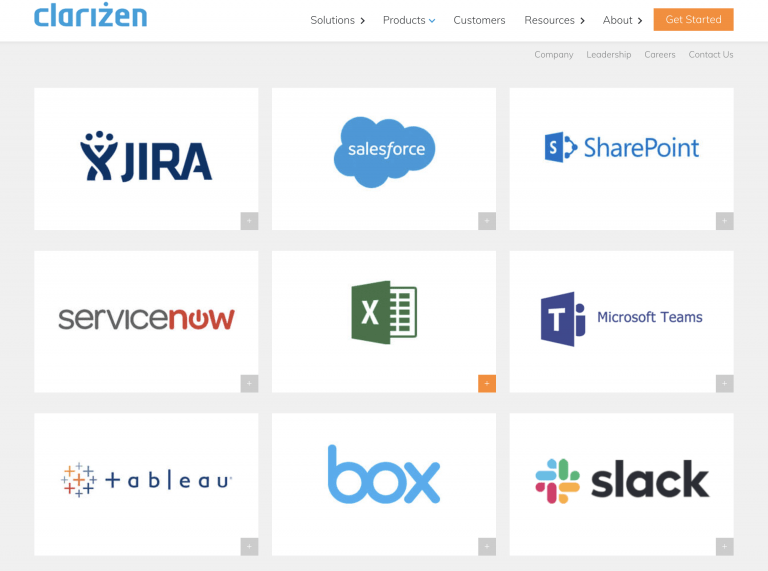 clarizen
Solutions Products Customers Resources About Get Started
Company Leadership Careers Contact Us
JIRA salesforce S SharePoint
+ + +
servicenow X T Microsoft Teams
+ + +
+ableau box slack
+ + +